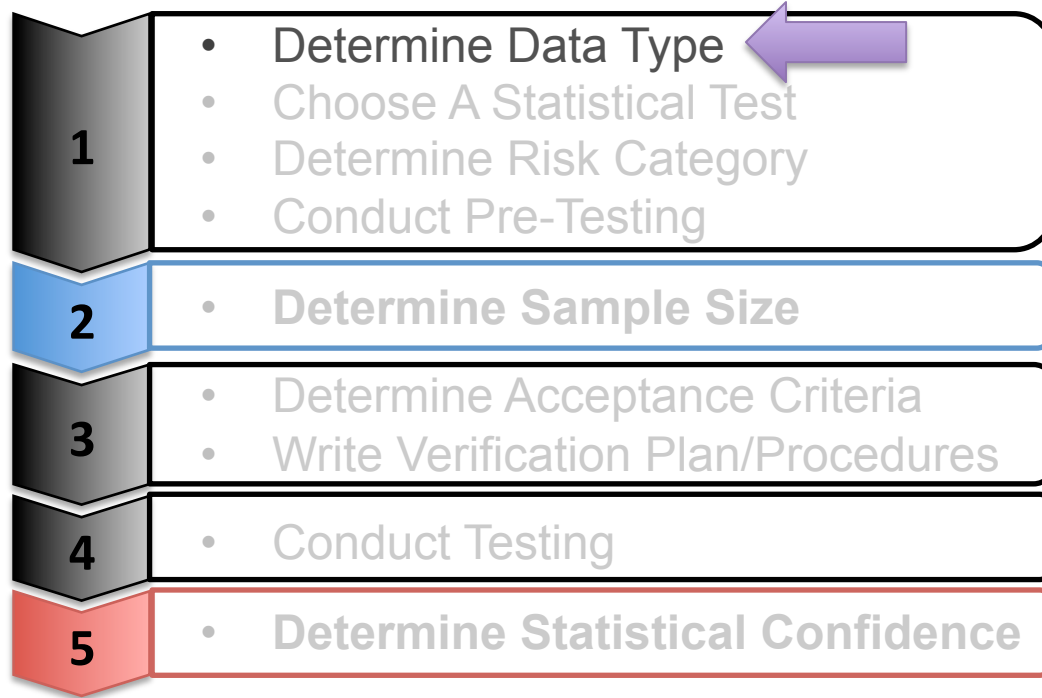 1
• Determine Data Type
• Choose A Statistical Test
• Determine Risk Category
• Conduct Pre-Testing
2
• Determine Sample Size
3
• Determine Acceptance Criteria
• Write Verification Plan/Procedures
4
• Conduct Testing
5
• Determine Statistical Confidence